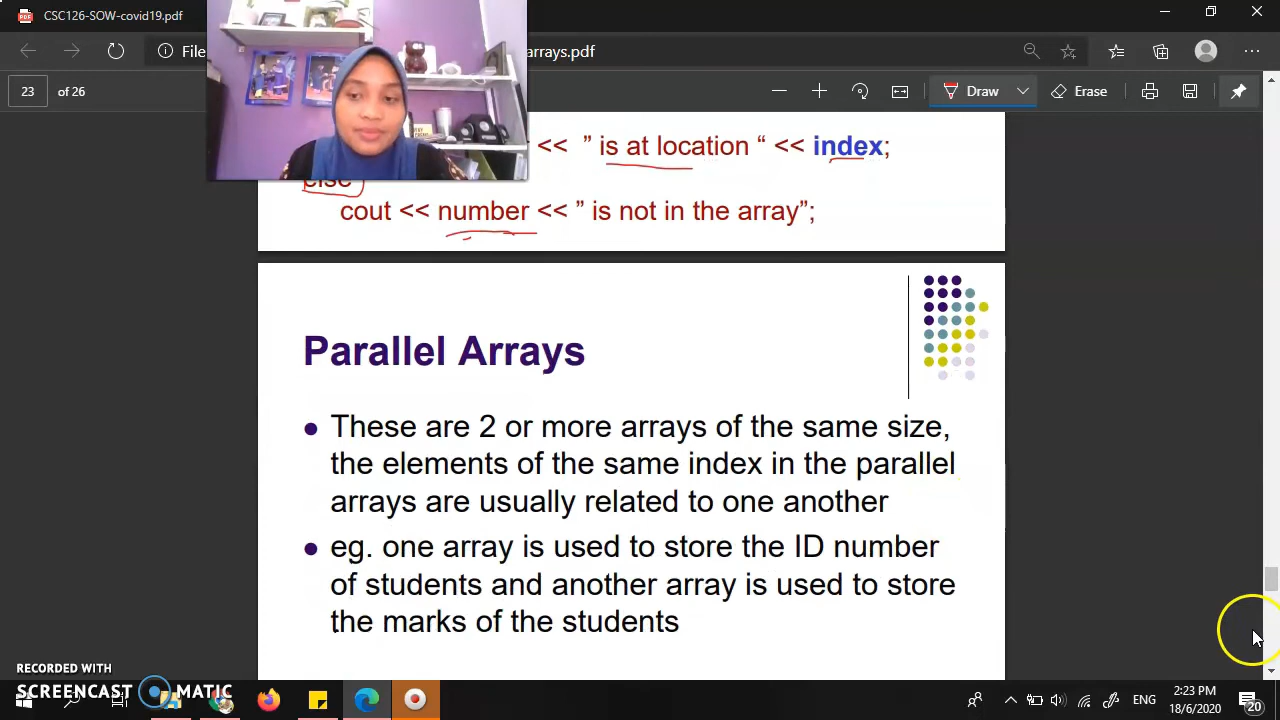 CSC126-SOW-covid19.pdf
File
arrays.pdf
23 of 26
Draw
Erase
<< ” is at location “ << index;
else
cout << number << ” is not in the array”;
Parallel Arrays
These are 2 or more arrays of the same size,
the elements of the same index in the parallel
arrays are usually related to one another
eg. one array is used to store the ID number
of students and another array is used to store
the marks of the students
RECORDED WITH
SCREENCAST MATIC
ENG
2:23 PM
18/6/2020
20